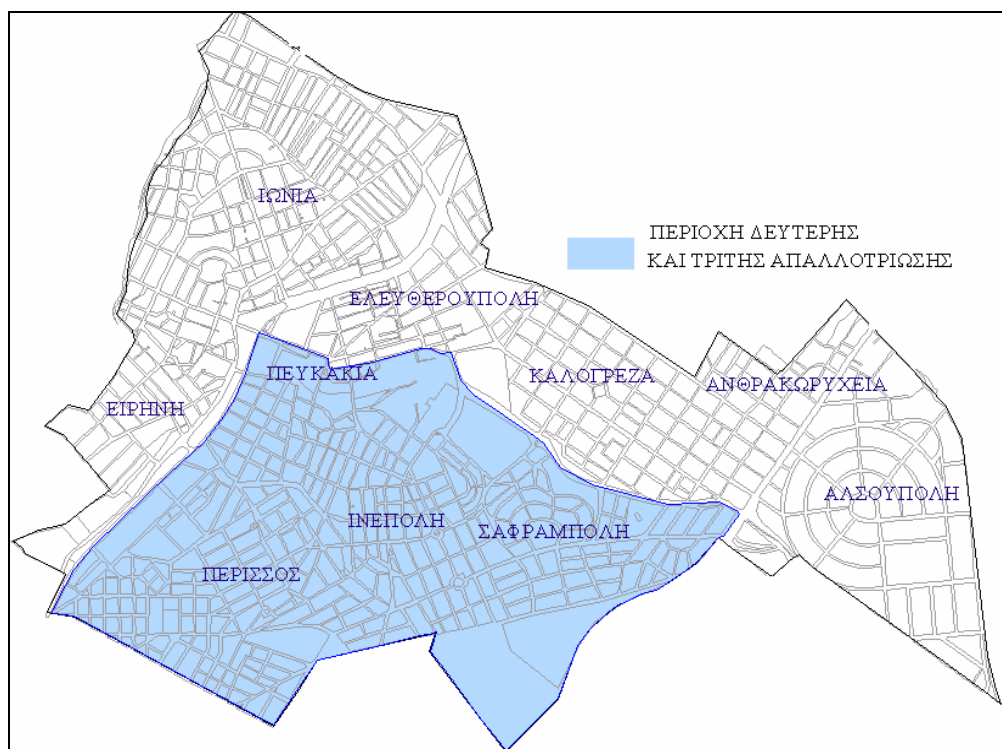 ΙΩΝΙΑ
ΠΕΡΙΟΧΗ ΔΕΥΤΕΡΗΣ
ΚΑΙ ΤΡΙΤΗΣ ΑΠΑΛΛΟΤΡΙΩΣΗΣ
ΕΛΕΥΘΕΡΟΥΠΟΛΗ
ΠΕΥΚΑΚΙΑ
ΚΑΛΟΓΡΕΖΑ
ΑΝΘΡΑΚΩΡΥΧΕΙΑ
ΕΙΡΗΝΗ
ΑΛΣΟΥΠΟΛΗ
ΙΝΕΠΟΛΗ
ΣΑΦΡΑΜΠΟΛΗ
ΠΕΡΙΣΣΟΣ